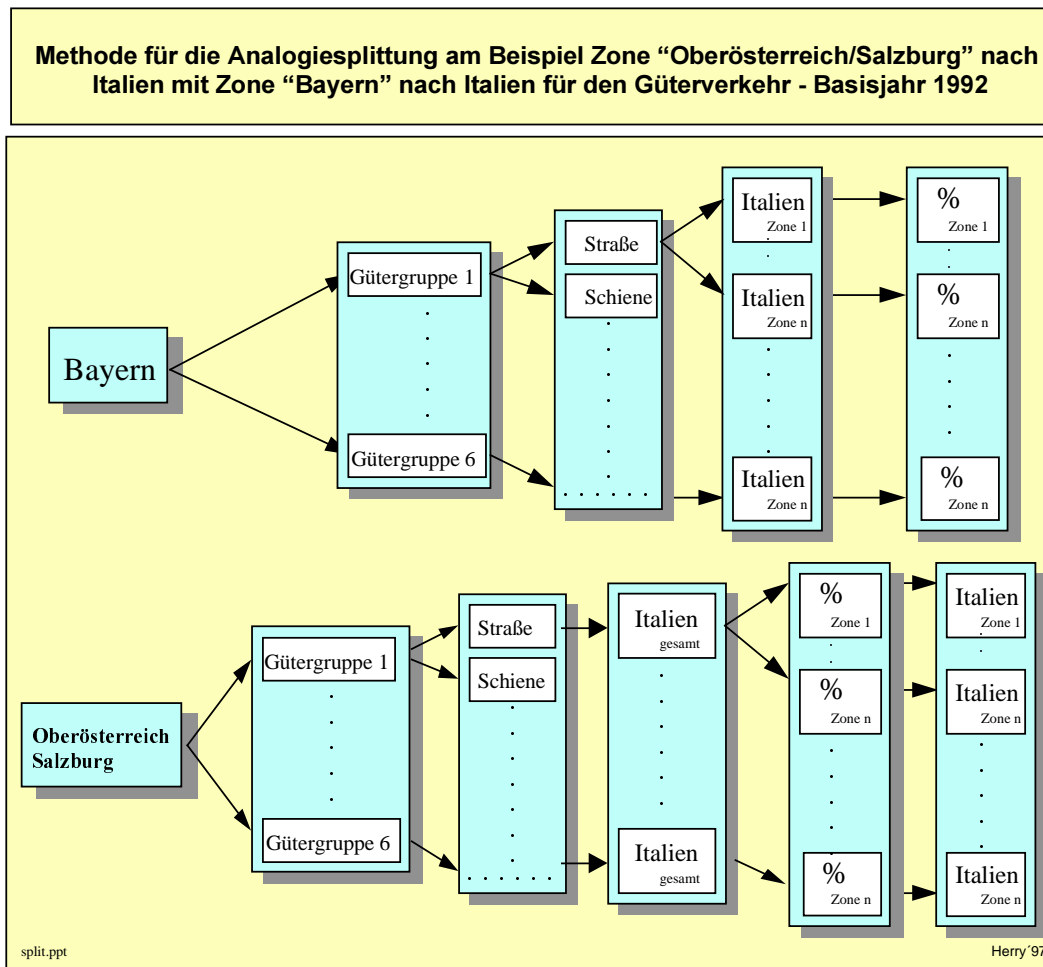 Methode für die Analogiesplittung am Beispiel Zone “Oberösterreich/Salzburg” nach
Italien mit Zone “Bayern” nach Italien für den Güterverkehr - Basisjahr 1992
Bayern
Gütergruppe 1
Gütergruppe 6
Straße
Schiene
Italien
Zone 1
Italien
Zone n
Italien
Zone n
%
Zone 1
%
Zone n
%
Zone n
Oberösterreich
Salzburg
Gütergruppe 1
Gütergruppe 6
Straße
Schiene
Italien
gesamt
Italien
gesamt
%
Zone 1
%
Zone n
%
Zone n
Italien
Zone 1
Italien
Zone n
Italien
Zone n
split.ppt
Herry´97